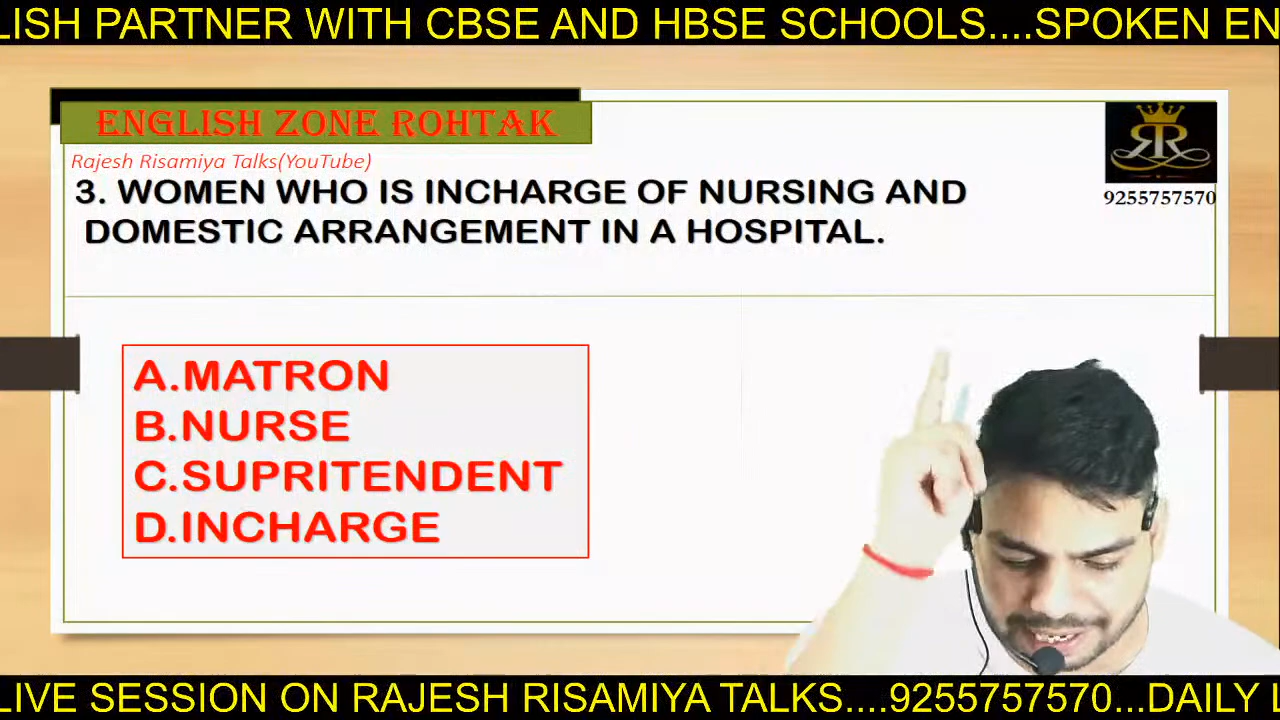 LISH PARTNER WITH CBSE AND HBSE SCHOOLS....SPOKEN EN
ENGLISH ZONE ROHTAK
Rajesh Risamiya Talks(YouTube)
RR
9255757570
3. WOMEN WHO IS INCHARGE OF NURSING AND
DOMESTIC ARRANGEMENT IN A HOSPITAL.
A.MATRON
B.NURSE
C.SUPRITENDENT
D.INCHARGE
LIVE SESSION ON RAJESH RISAMIYA TALKS....9255757570...DAILY L